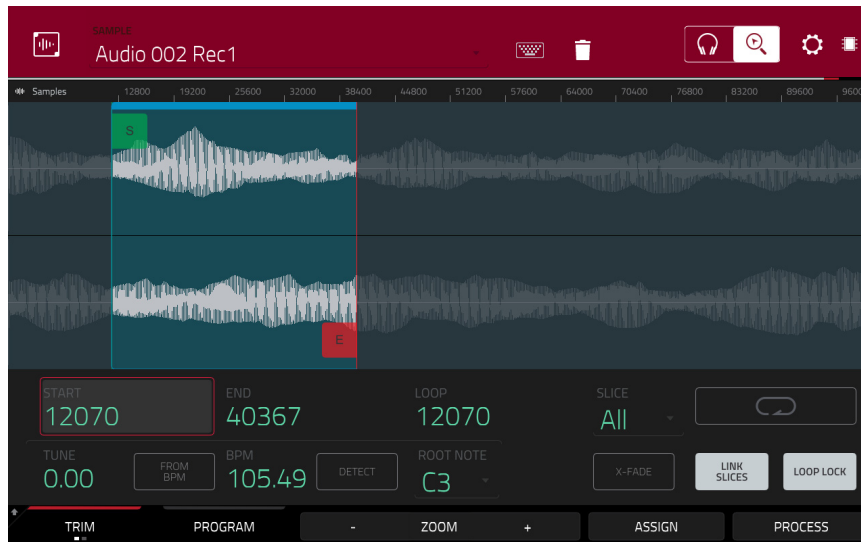 SAMPLE
Audio 002 Rec1
Samples 12800 19200 25600 32000 38400 44800 51200 57600 64000 70400 76800 83200 89600 9600
S
E
START END LOOP SLICE
12070 40367 12070 All
TUNE BPM ROOT NOTE
0.00 FROM BPM 105.49 DETECT C3 X-FADE LINK SLICES LOOP LOCK
TRIM PROGRAM - ZOOM + ASSIGN PROCESS